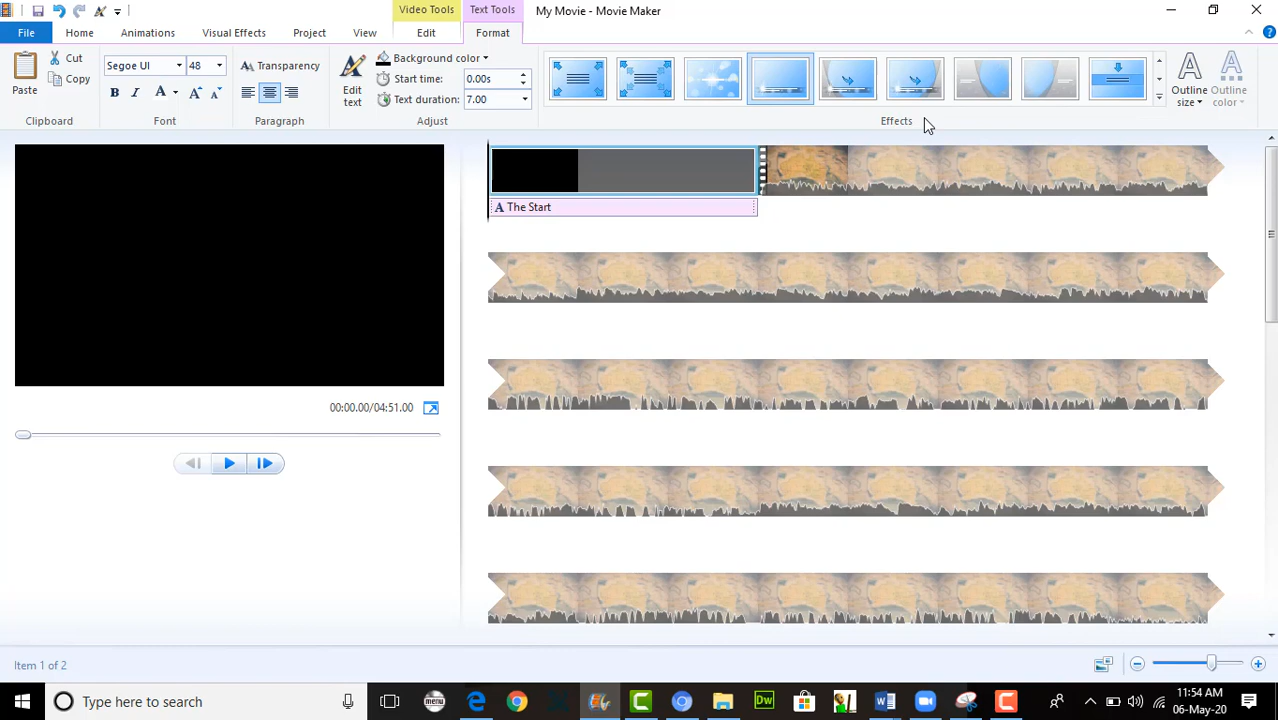 Video Tools
Text Tools
My Movie - Movie Maker
File
Home
Animations
Visual Effects
Project
View
Edit
Format
Paste
Cut
Copy
Clipboard
Segoe UI
48
B I A A A
Font
Transparency
Paragraph
Edit text
Background color
Start time: 0.00s
Text duration: 7.00
Adjust
Effects
Outline size
Outline color
A The Start
00:00.00/04:51.00
Item 1 of 2
Type here to search
menu
Dw
11:54 AM
06-May-20